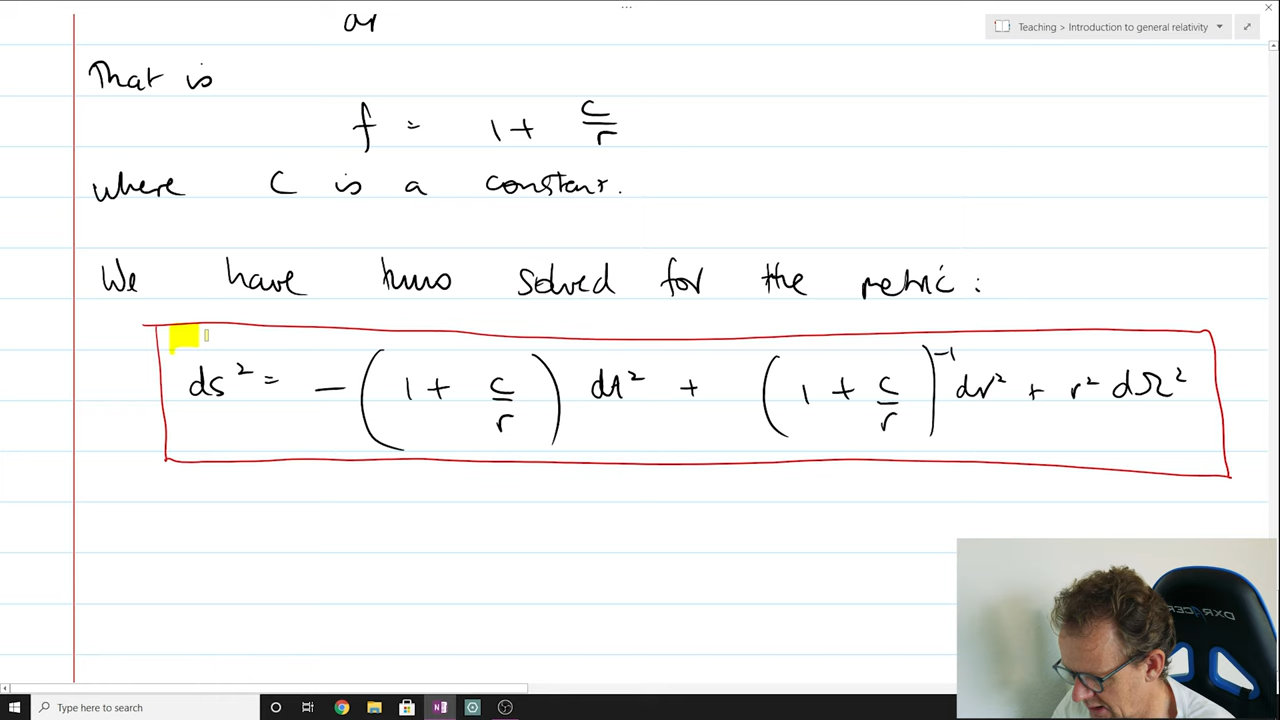 Teaching > Introduction to general relativity
That is
f = 1 + c/r
where C is a constant.
We have thus solved for the metric:
ds² = - (1 + c/r) dt² + (1 + c/r)⁻¹ dr² + r² dΩ²
DXRACER
Type here to search